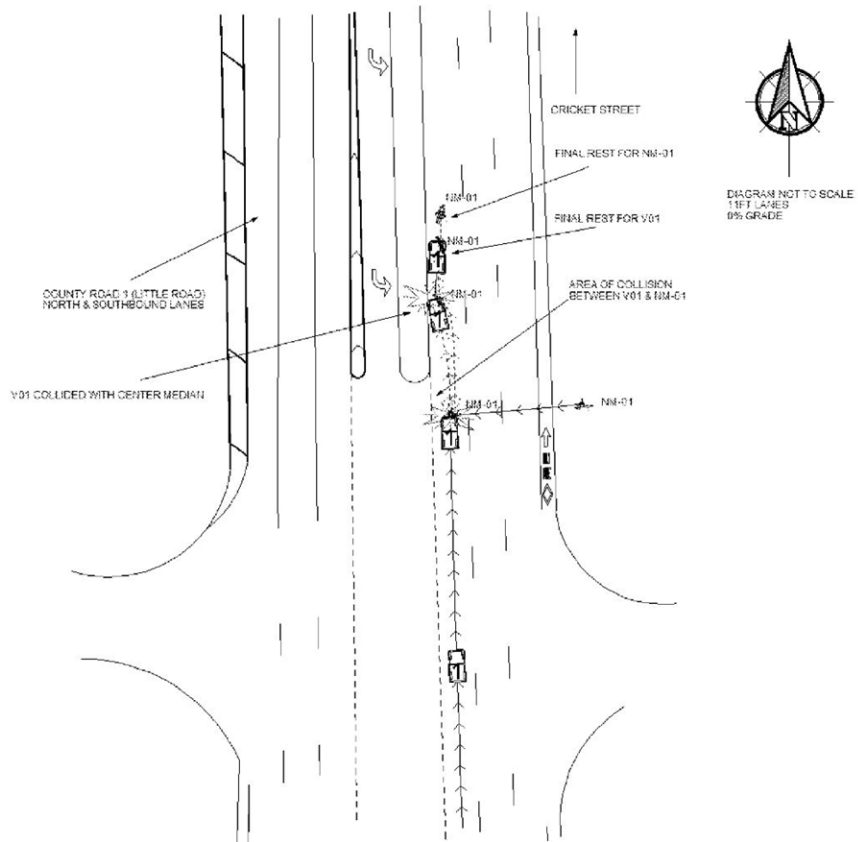 CRICKET STREET
FINAL REST FOR NM-01
NM-01
FINAL REST FOR V01
NM-01
N
DIAGRAM NOT TO SCALE
11FT LANES
0% GRADE
AREA OF COLLISION
BETWEEN V01 & NM-01
NM-01
COUNTY ROAD 1 (LITTLE ROAD)
NORTH & SOUTHBOUND LANES
V01 COLLIDED WITH CENTER MEDIAN
NM-01
NM-01